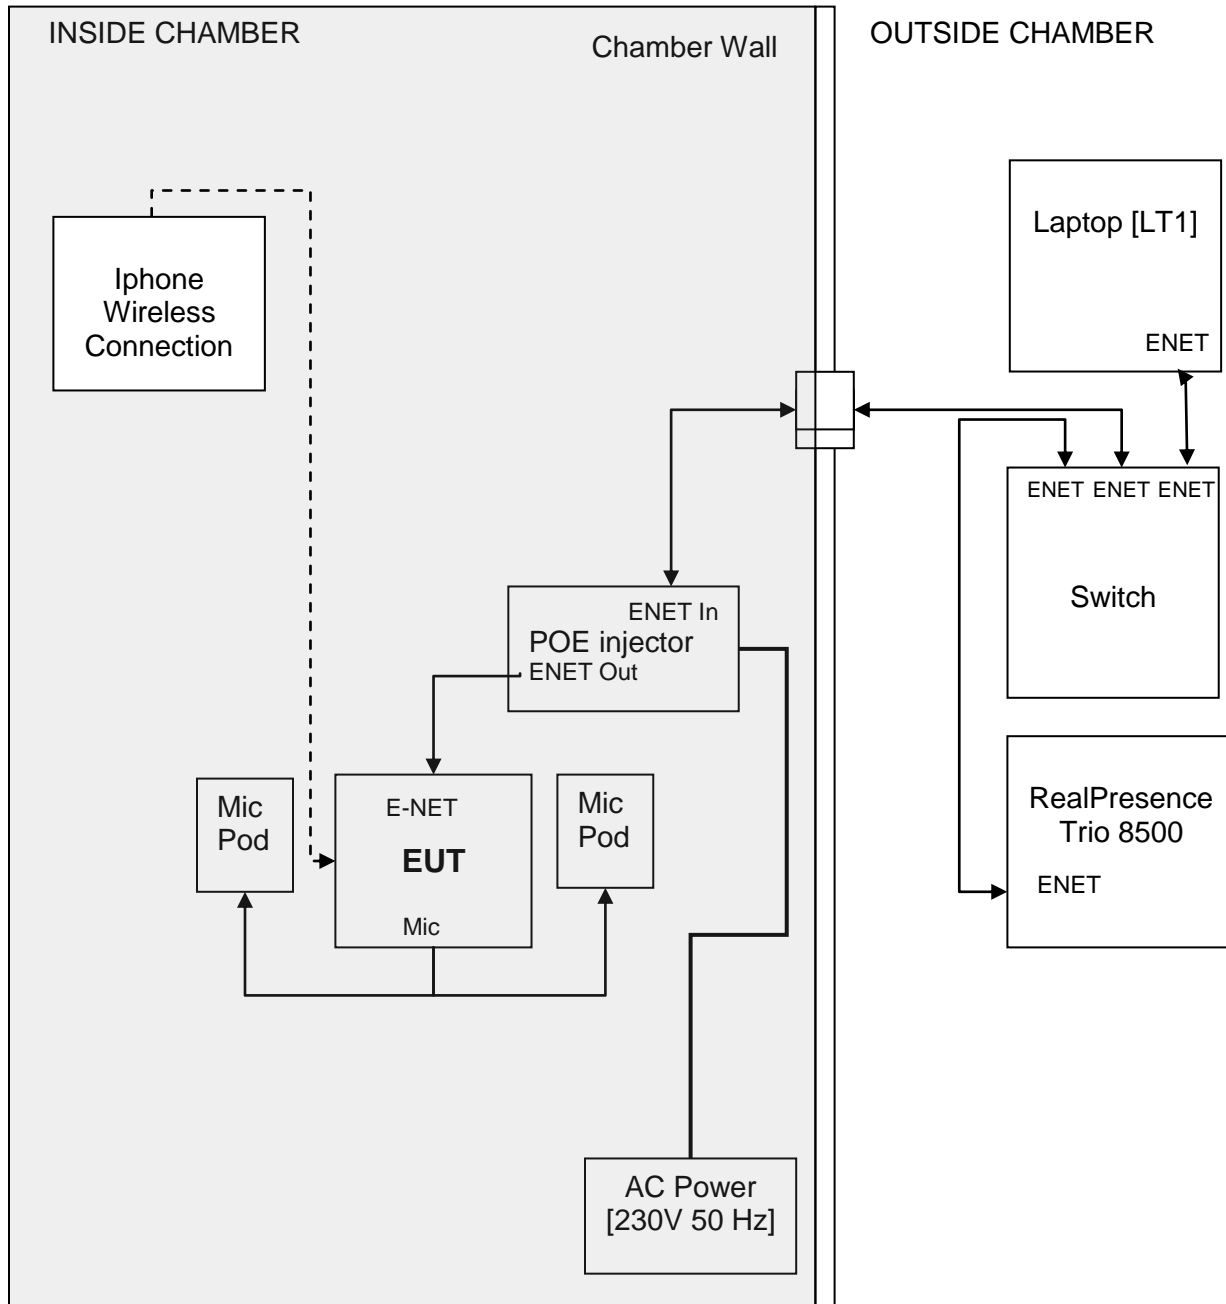 INSIDE CHAMBER
Chamber Wall
OUTSIDE CHAMBER
Laptop [LT1]
ENET
Iphone
Wireless
Connection
ENET ENET ENET
Switch
ENET In
POE injector
ENET Out
Mic
Pod
E-NET
EUT
Mic
Mic
Pod
RealPresence
Trio 8500
ENET
AC Power
[230V 50 Hz]